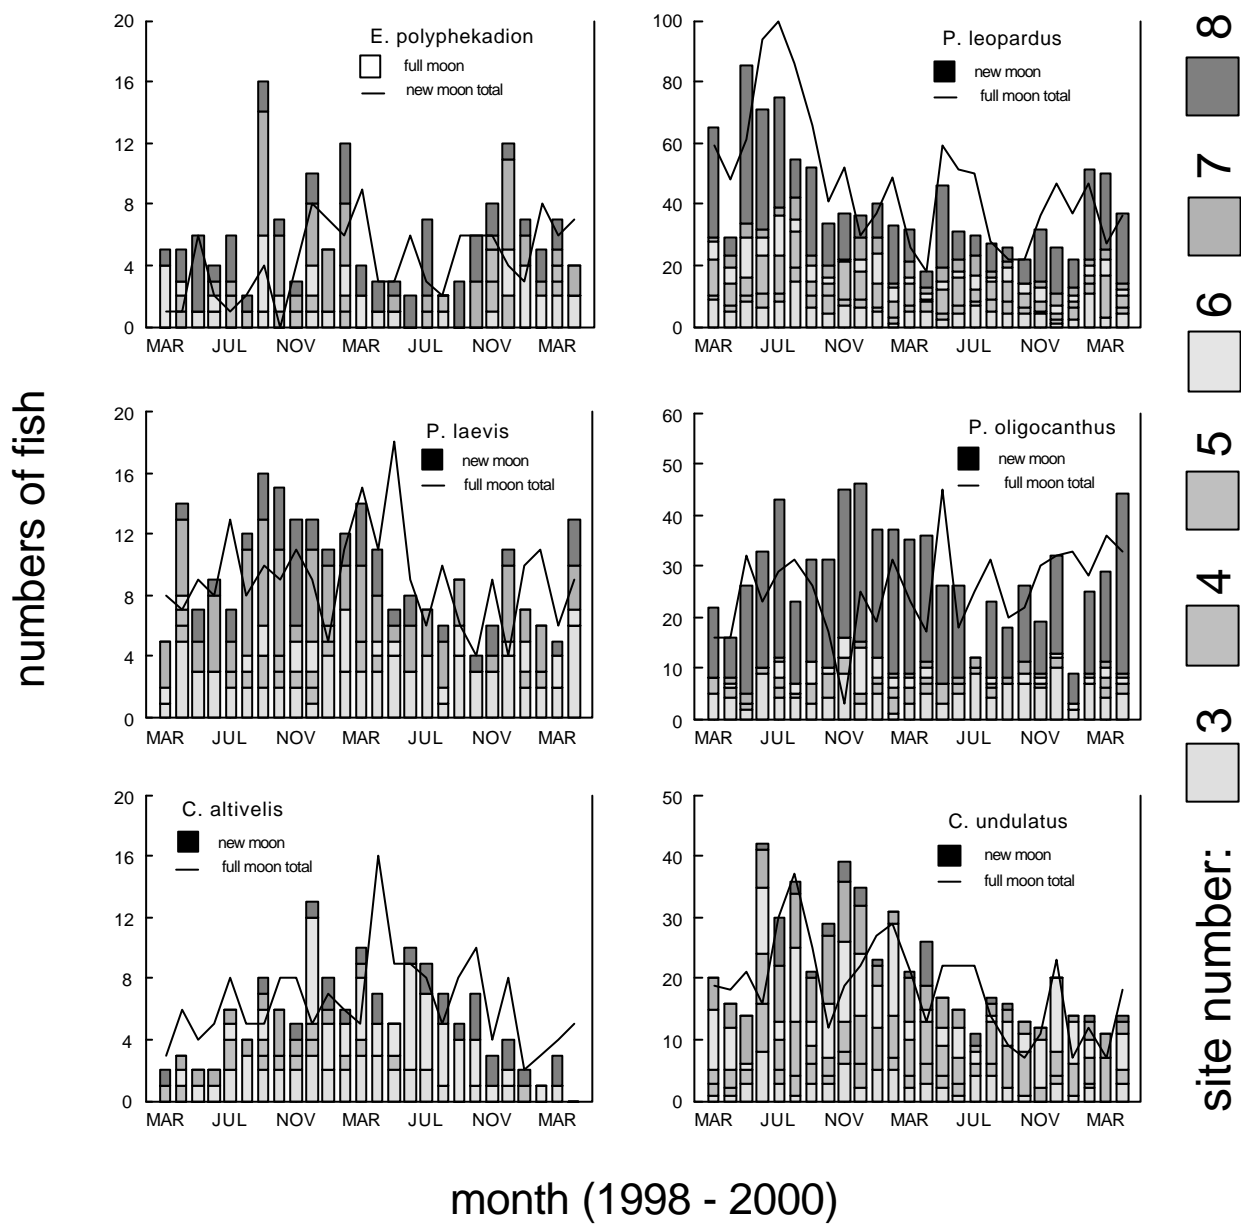 E. polyphekadion
full moon
new moon total
20
16
12
8
4
0
MAR JUL NOV MAR JUL NOV MAR
P. leopardus
new moon
full moon total
100
80
60
40
20
0
MAR JUL NOV MAR JUL NOV MAR
P. laevis
new moon
full moon total
20
16
12
8
4
0
MAR JUL NOV MAR JUL NOV MAR
P. oligocanthus
new moon
full moon total
60
50
40
30
20
10
0
MAR JUL NOV MAR JUL NOV MAR
C. altivelis
new moon
full moon total
20
16
12
8
4
0
MAR JUL NOV MAR JUL NOV MAR
C. undulatus
new moon
full moon total
50
40
30
20
10
0
MAR JUL NOV MAR JUL NOV MAR
numbers of fish
month (1998 - 2000)
site number: 3 4 5 6 7 8